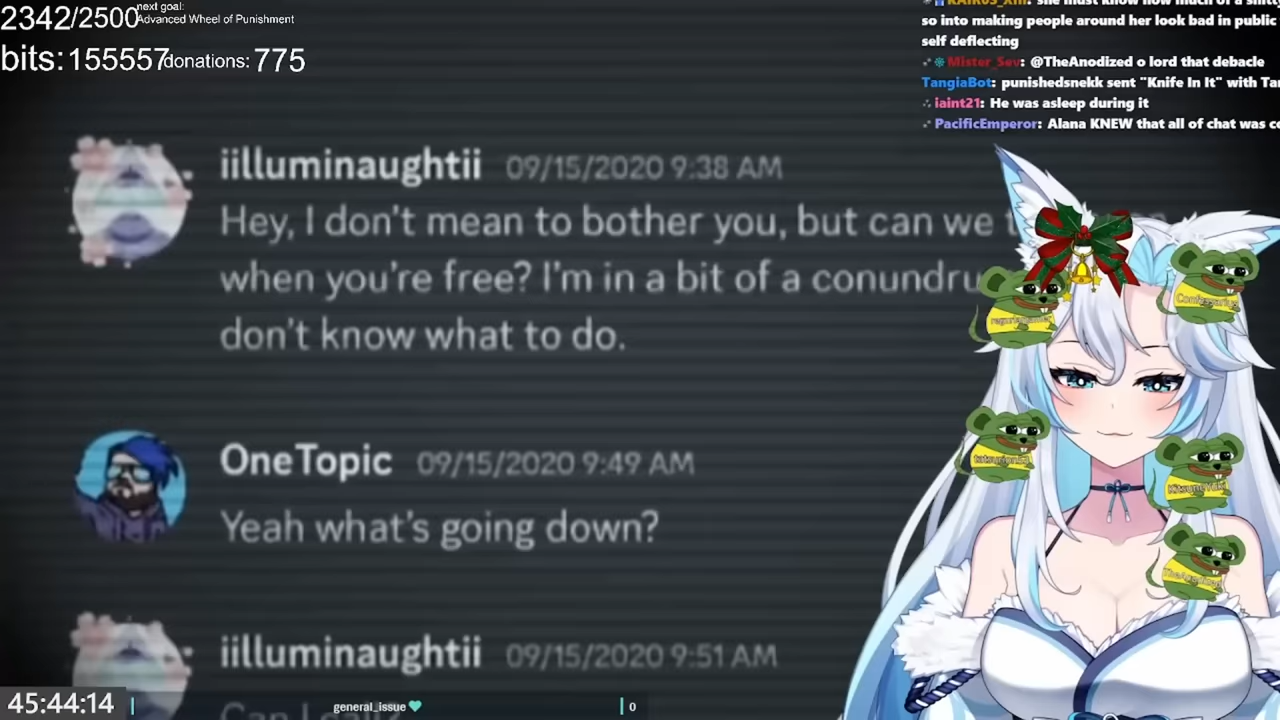 2342/2500
next goal:
Advanced Wheel of Punishment
bits:155557
donations: 775
so into making people around her look bad in public
self deflecting
Mister_Sev: @TheAnodized o lord that debacle
TangiaBot: punishedsnekk sent "Knife In It" with
iaint21: He was asleep during it
PacificEmperor: Alana KNEW that all of chat was
iilluminaughtii 09/15/2020 9:38 AM
Hey, I don't mean to bother you, but can we
when you're free? I'm in a bit of a
don't know what to do.
OneTopic 09/15/2020 9:49 AM
Yeah what's going down?
iilluminaughtii 09/15/2020 9:51 AM
Can I call?
45:44:14
general_issue
0